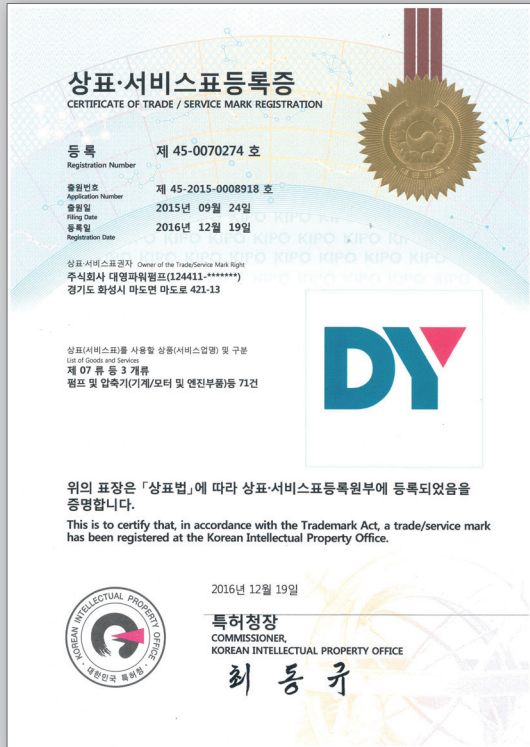 상표·서비스표등록증
CERTIFICATE OF TRADE / SERVICE MARK REGISTRATION
등록 제 45-0070274 호
Registration Number
출원번호 제 45-2015-0008918 호
Application Number
출원일 2015년 09월 24일
Filing Date
등록일 2016년 12월 19일
Registration Date
상표·서비스표권자 Owner of the Trade/Service Mark Right
주식회사 대영파워펌프(124411-*******)
경기도 화성시 마도면 마도로 421-13
상표(서비스표)를 사용할 상품(서비스업명) 및 구분
List of Goods and Services
제 07 류 등 3 개류
펌프 및 압축기(기계/모터 및 엔진부품)등 71건
DY
위의 표장은 「상표법」에 따라 상표·서비스표등록원부에 등록되었음을
증명합니다.
This is to certify that, in accordance with the Trademark Act, a trade/service mark
has been registered at the Korean Intellectual Property Office.
2016년 12월 19일
특허청장
COMMISSIONER,
KOREAN INTELLECTUAL PROPERTY OFFICE
최동규
KOREAN INTELLECTUAL PROPERTY OFFICE
대한민국 특허청
대한민국
KIPO KIPO KIPO KIPO KIPO